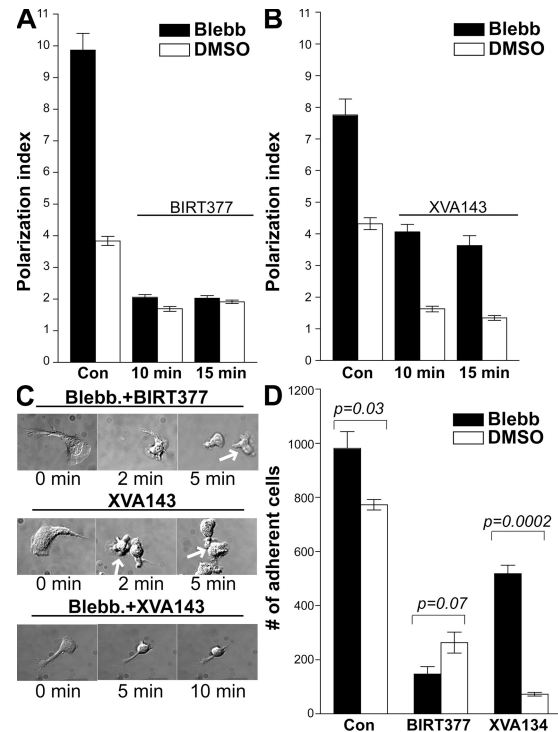 A
Blebb
DMSO
Polarization index
11
10
9
8
7
6
5
4
3
2
1
0
BIRT377
Con 10 min 15 min
B
Blebb
DMSO
Polarization index
11
10
9
8
7
6
5
4
3
2
1
0
XVA143
Con 10 min 15 min
C
Blebb.+BIRT377
0 min 2 min 5 min
XVA143
0 min 2 min 5 min
Blebb.+XVA143
0 min 5 min 10 min
D
Blebb
DMSO
# of adherent cells
1200
1000
800
600
400
200
0
p=0.03
p=0.07
p=0.0002
Con BIRT377 XVA134